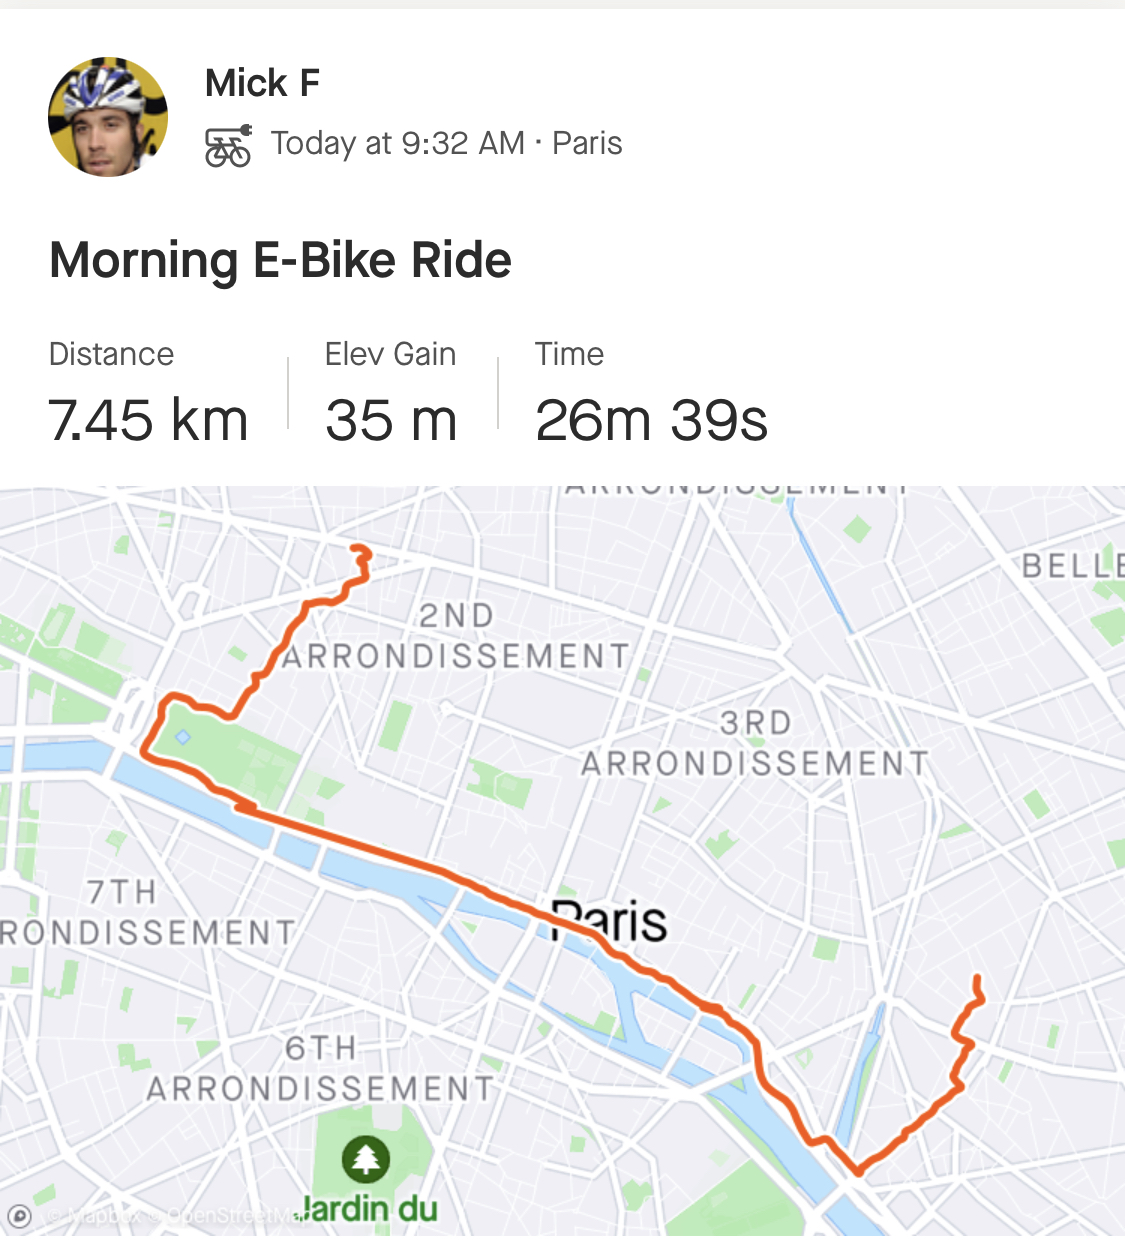 Mick F
Today at 9:32 AM · Paris
Morning E-Bike Ride
Distance
Elev Gain
Time
7.45 km
35 m
26m 39s
ARRONDISSEMENT
BELLE
2ND
ARRONDISSEMENT
3RD
ARRONDISSEMENT
7TH
RONDISSEMENT
Paris
6TH
ARRONDISSEMENT
Jardin du
© Mapbox © OpenStreetMap